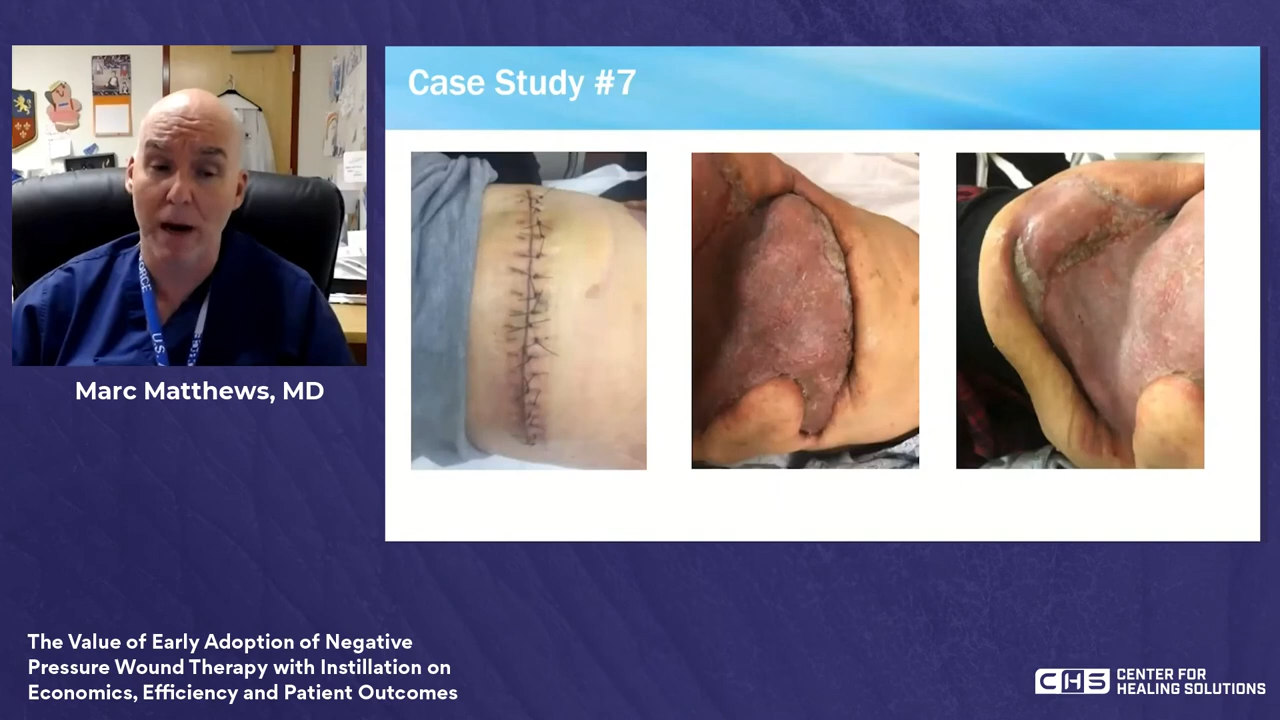 Case Study #7
Marc Matthews, MD
The Value of Early Adoption of Negative
Pressure Wound Therapy with Instillation on
Economics, Efficiency and Patient Outcomes
CHS
CENTER FOR
HEALING SOLUTIONS
U.S.